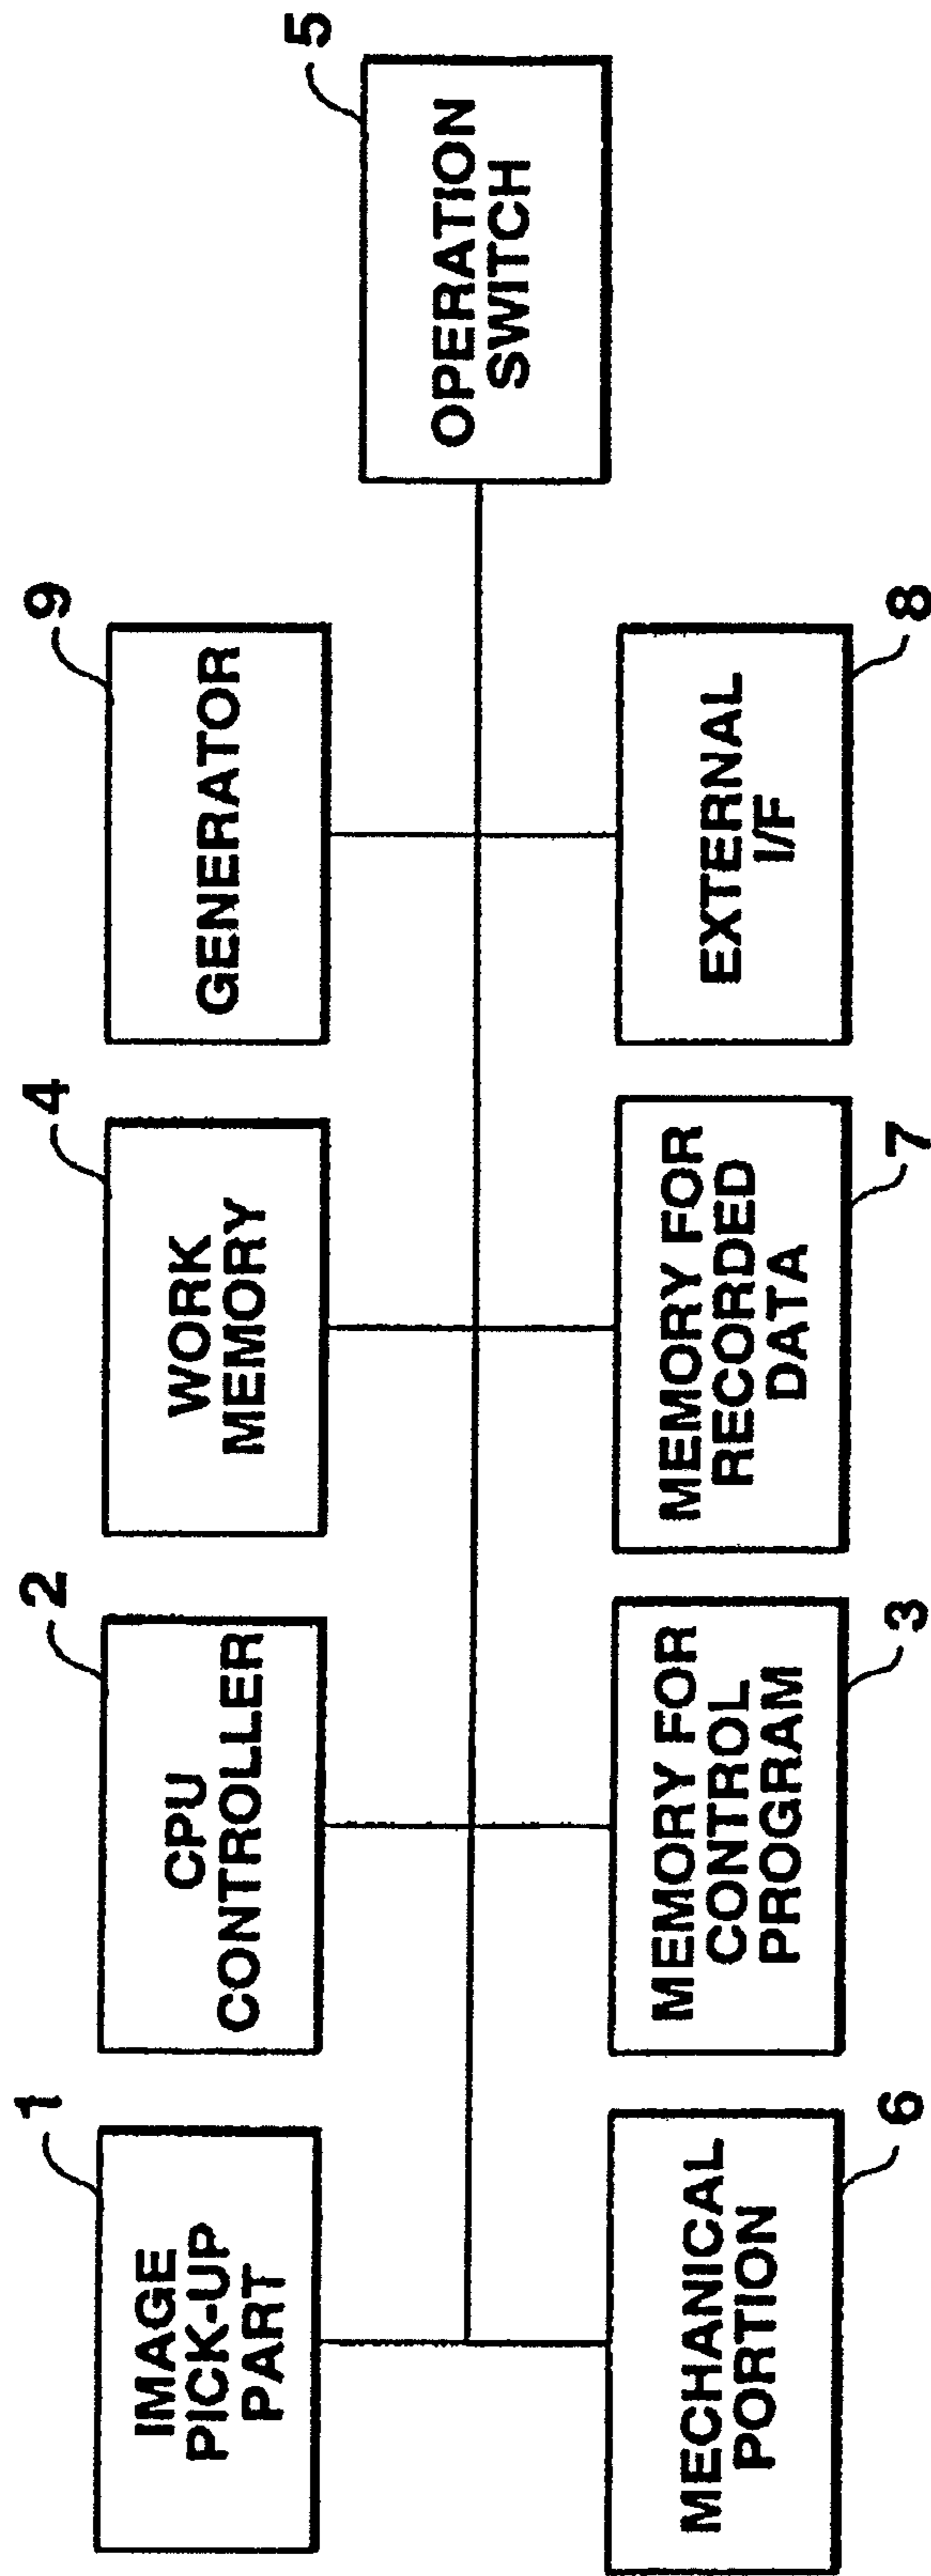 1
IMAGE
PICK-UP
PART
2
CPU
CONTROLLER
4
WORK
MEMORY
9
GENERATOR
5
OPERATION
SWITCH
MECHANICAL
PORTION
6
MEMORY FOR
CONTROL
PROGRAM
3
MEMORY FOR
RECORDED
DATA
7
EXTERNAL
I/F
8